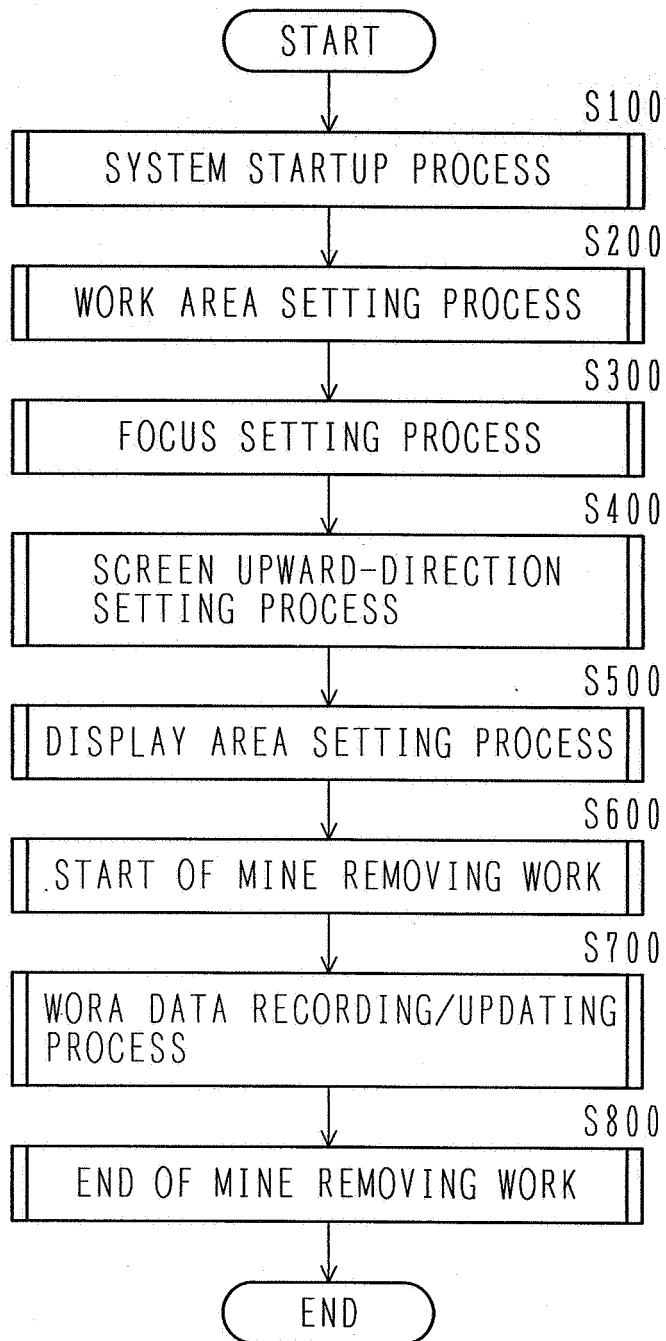 START
S100
SYSTEM STARTUP PROCESS
S200
WORK AREA SETTING PROCESS
S300
FOCUS SETTING PROCESS
S400
SCREEN UPWARD-DIRECTION
SETTING PROCESS
S500
DISPLAY AREA SETTING PROCESS
S600
START OF MINE REMOVING WORK
S700
WORA DATA RECORDING/UPDATING
PROCESS
S800
END OF MINE REMOVING WORK
END